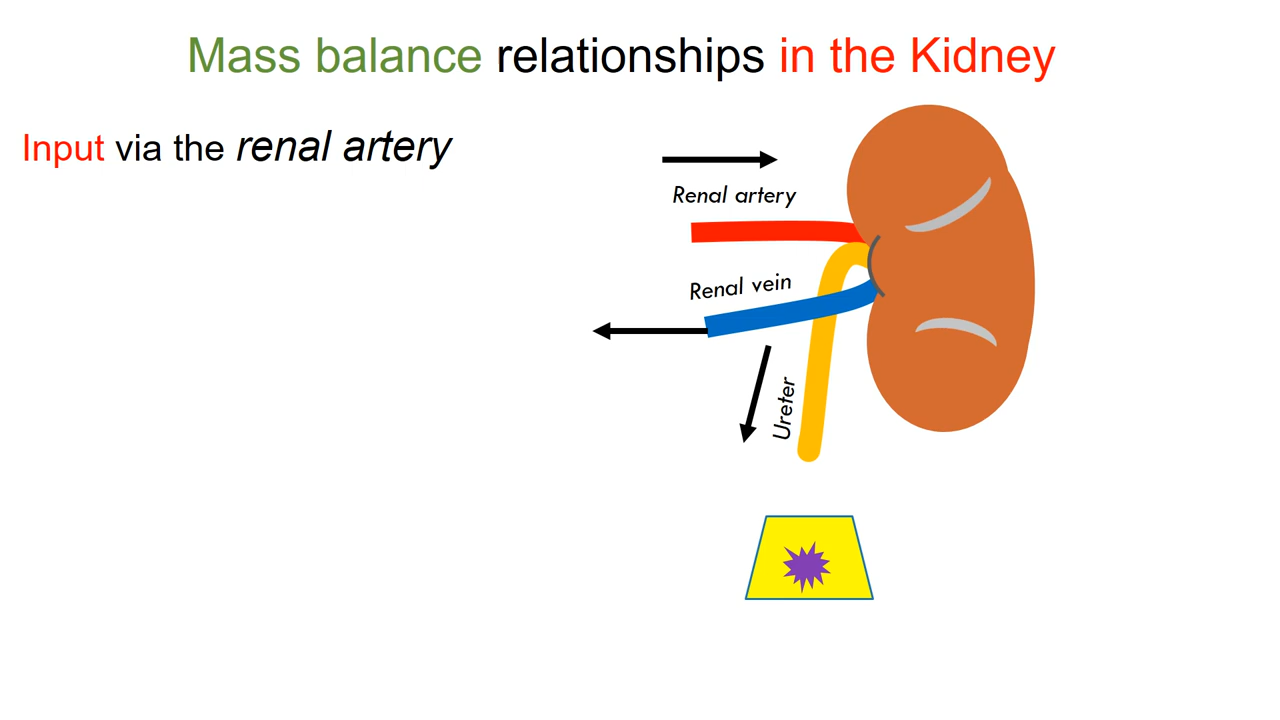 Mass balance relationships in the Kidney
Input via the renal artery
Renal artery
Renal vein
Ureter